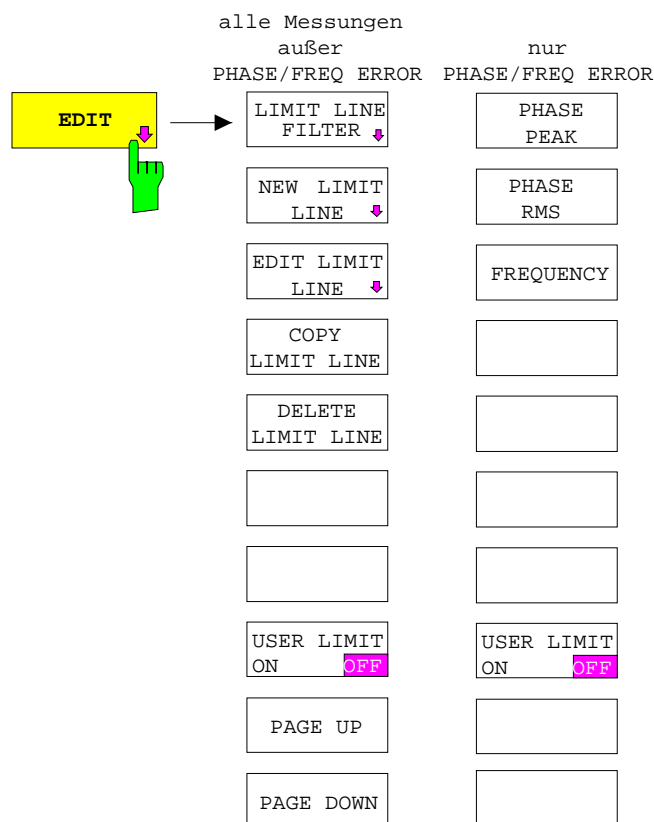 alle Messungen
außer
PHASE/FREQ ERROR
nur
PHASE/FREQ ERROR
EDIT
LIMIT LINE
FILTER
NEW LIMIT
LINE
EDIT LIMIT
LINE
COPY
LIMIT LINE
DELETE
LIMIT LINE
USER LIMIT
ON OFF
PAGE UP
PAGE DOWN
PHASE
PEAK
PHASE
RMS
FREQUENCY
USER LIMIT
ON OFF